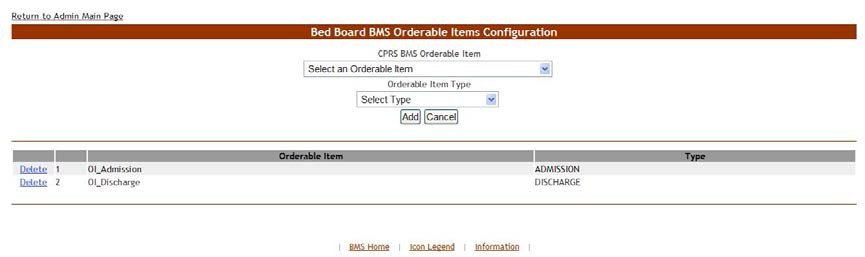 Return to Admin Main Page
Bed Board BMS Orderable Items Configuration
CPRS BMS Orderable Item
Select an Orderable Item
Orderable Item Type
Select Type
Add Cancel
Orderable Item Type
Delete 1 OI_Admission ADMISSION
Delete 2 OI_Discharge DISCHARGE
| BMS Home | Icon Legend | Information |